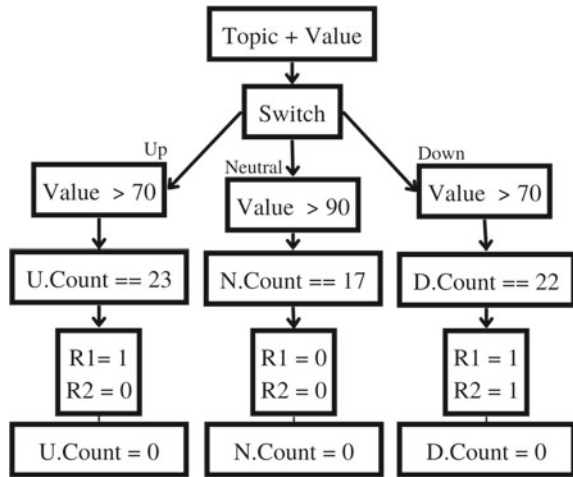 Topic + Value
Switch
Up
Neutral
Down
Value > 70
Value > 90
Value > 70
U.Count == 23
N.Count == 17
D.Count == 22
R1= 1
R2 = 0
R1 = 0
R2 = 0
R1 = 1
R2 = 1
U.Count = 0
N.Count = 0
D.Count = 0